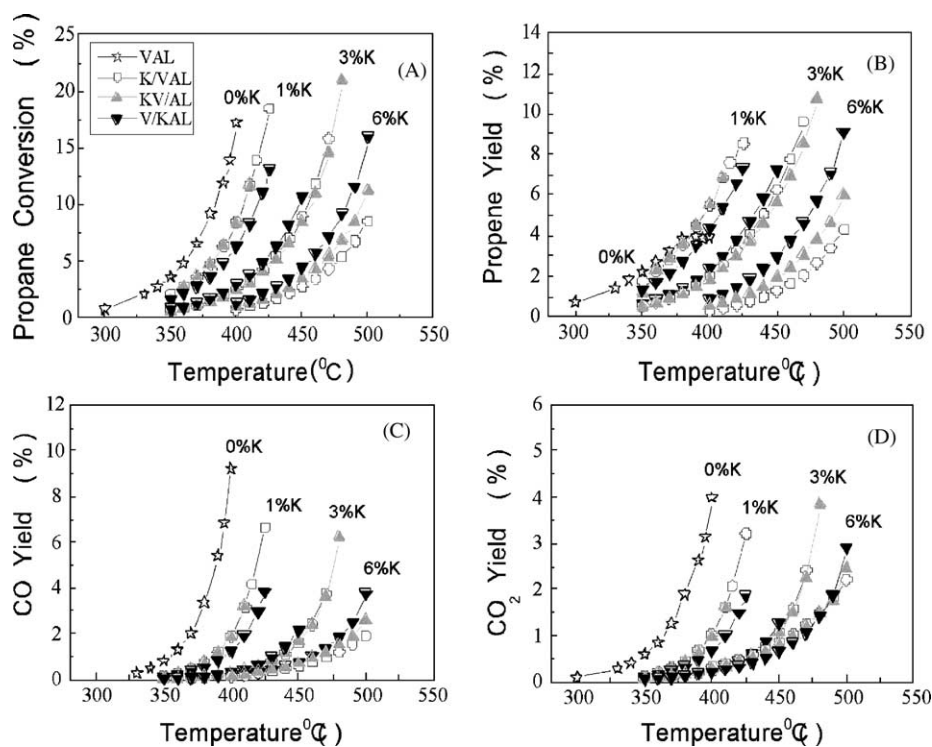 Propane Conversion (%)
25
20
15
10
5
0
VAL
K/VAL
KV/AL
V/KAL
0%K
1%K
3%K
6%K
(A)
300 350 400 450 500 550
Temperature(⁰C)
Propene Yield (%)
14
12
10
8
6
4
2
0
(B)
0%K
1%K
3%K
6%K
300 350 400 450 500 550
Temperature⁰C(
CO Yield (%)
12
10
8
6
4
2
0
(C)
0%K
1%K
3%K
6%K
300 350 400 450 500 550
Temperature⁰C(
CO₂ Yield (%)
6
5
4
3
2
1
0
(D)
0%K
1%K
3%K
6%K
300 350 400 450 500 550
Temperature⁰C(